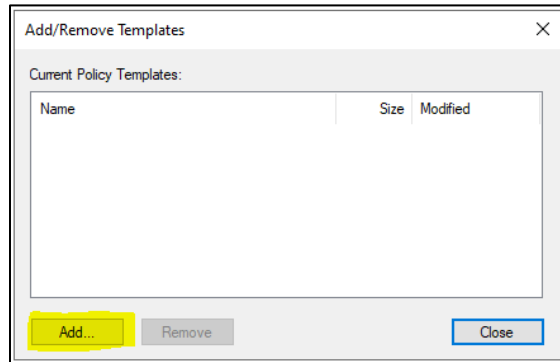 Add/Remove Templates
Current Policy Templates:
Name Size Modified
Add... Remove Close